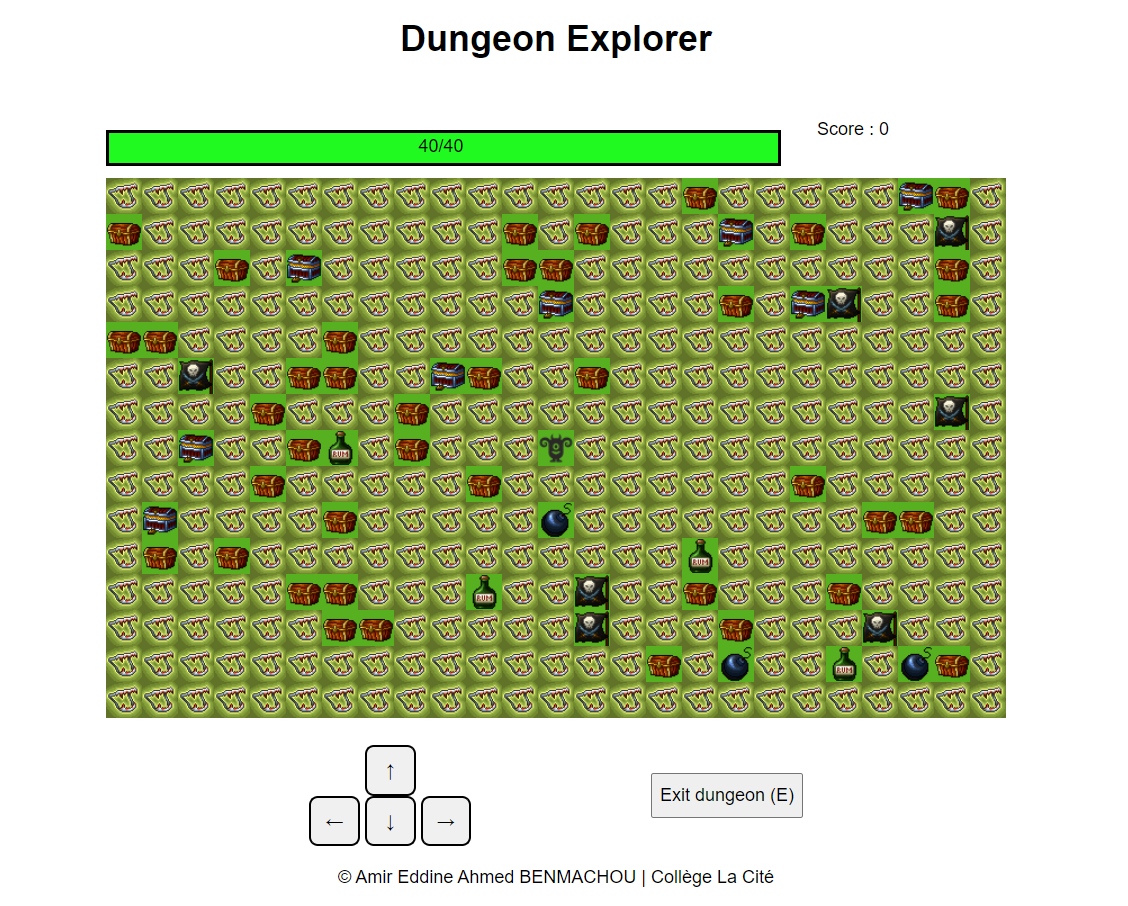 Dungeon Explorer
Score : 0
40/40
RUM
S
RUM
RUM
S
RUM
S
↑
← ↓ →
Exit dungeon (E)
© Amir Eddine Ahmed BENMACHOU | Collège La Cité